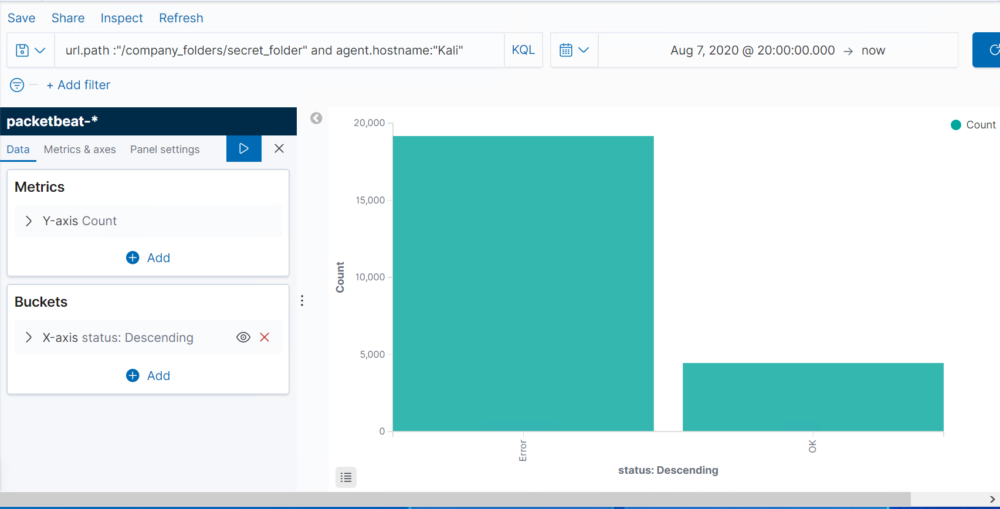 Save Share Inspect Refresh
url.path :"/company_folders/secret_folder" and agent.hostname:"Kali" KQL Aug 7, 2020 @ 20:00:00.000 → now
+ Add filter
packetbeat-*
Data Metrics & axes Panel settings
Metrics
Y-axis Count
Add
Buckets
X-axis status: Descending
Add
Count
20,000
15,000
10,000
5,000
0
Count
Error
OK
status: Descending